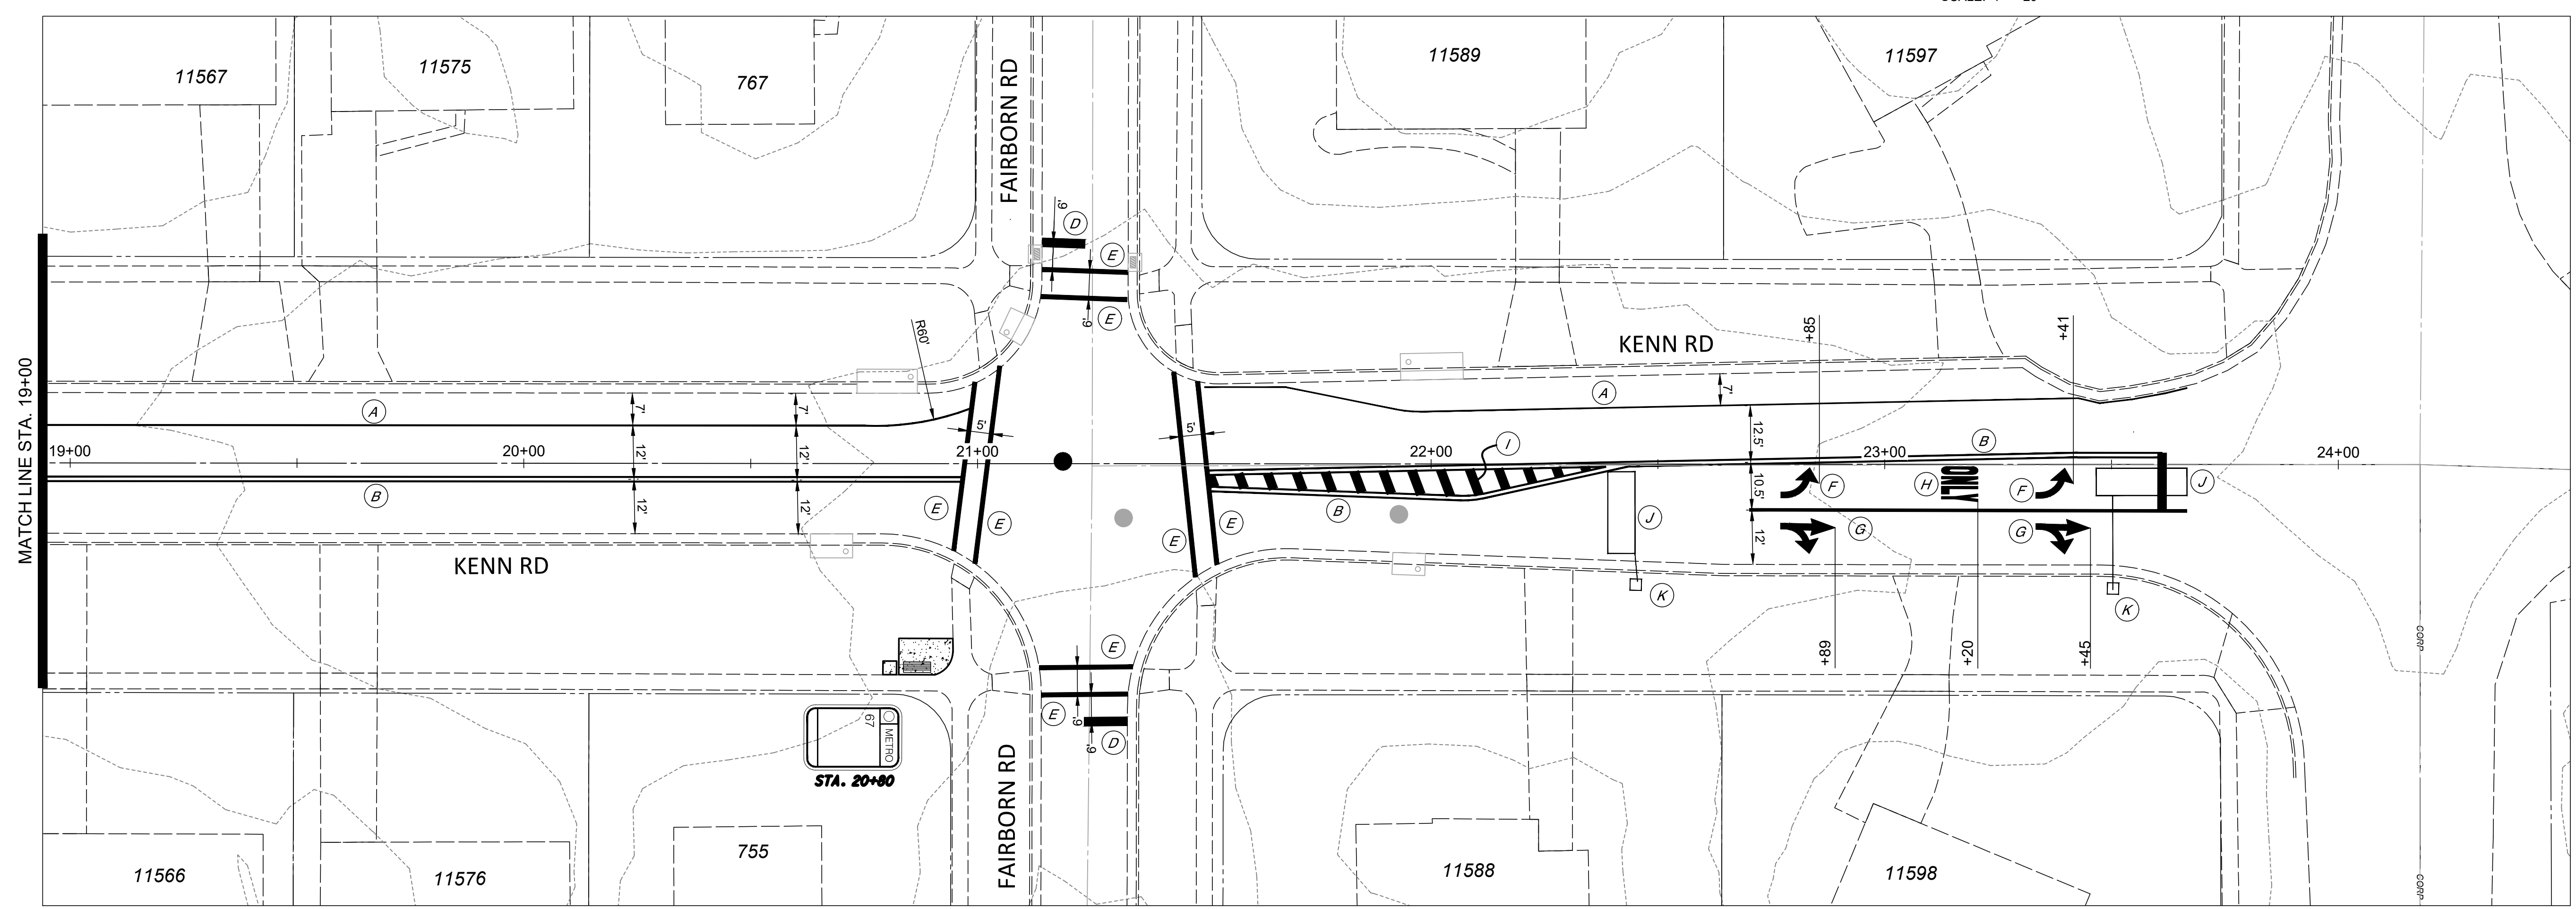 11567
11575
767
FAIRBORN RD
11589
11597
6'
D
E
E
6'
R60'
KENN RD
+85
+41
MATCH LINE STA. 19+00
A
7'
7'
A
7'
19+00
20+00
21+00
22+00
23+00
24+00
12'
12'
5'
5'
I
12.5'
B
B
12'
12'
E
E
E
E
B
J
10.5'
F
H
ONLY
F
J
12'
G
G
KENN RD
K
K
+89
+20
+45
E
E
6'
6'
D
67
METRO
STA. 20+80
FAIRBORN RD
CORP
11566
11576
755
11588
11598
CORP